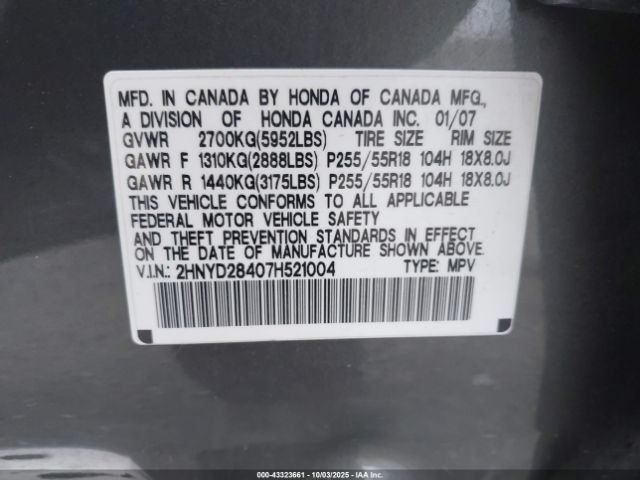 MFD. IN CANADA BY HONDA OF CANADA MFG.,
A DIVISION OF HONDA CANADA INC. 01/07
GVWR 2700KG(5952LBS) TIRE SIZE RIM SIZE
GAWR F 1310KG(2888LBS) P255/55R18 104H 18X8.0J
GAWR R 1440KG(3175LBS) P255/55R18 104H 18X8.0J
THIS VEHICLE CONFORMS TO ALL APPLICABLE
FEDERAL MOTOR VEHICLE SAFETY
AND THEFT PREVENTION STANDARDS IN EFFECT
ON THE DATE OF MANUFACTURE SHOWN ABOVE.
V.I.N.: 2HNYD28407H521004 TYPE: MPV
000-43323661 - 10/03/2025 - IAAI.COM